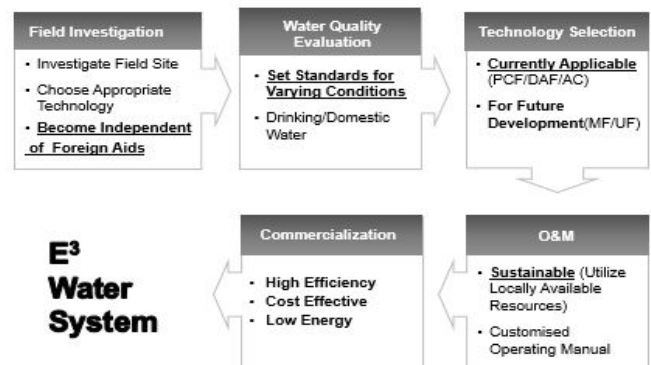 Field Investigation
• Investigate Field Site
• Choose Appropriate
Technology
• Become Independent
of Foreign Aids
Water Quality
Evaluation
• Set Standards for
Varying Conditions
• Drinking/Domestic
Water
Technology Selection
• Currently Applicable
(PCF/DAF/AC)
• For Future
Development(MF/UF)
E³
Water
System
Commercialization
• High Efficiency
• Cost Effective
• Low Energy
O&M
• Sustainable (Utilize
Locally Available
Resources)
• Customised
Operating Manual